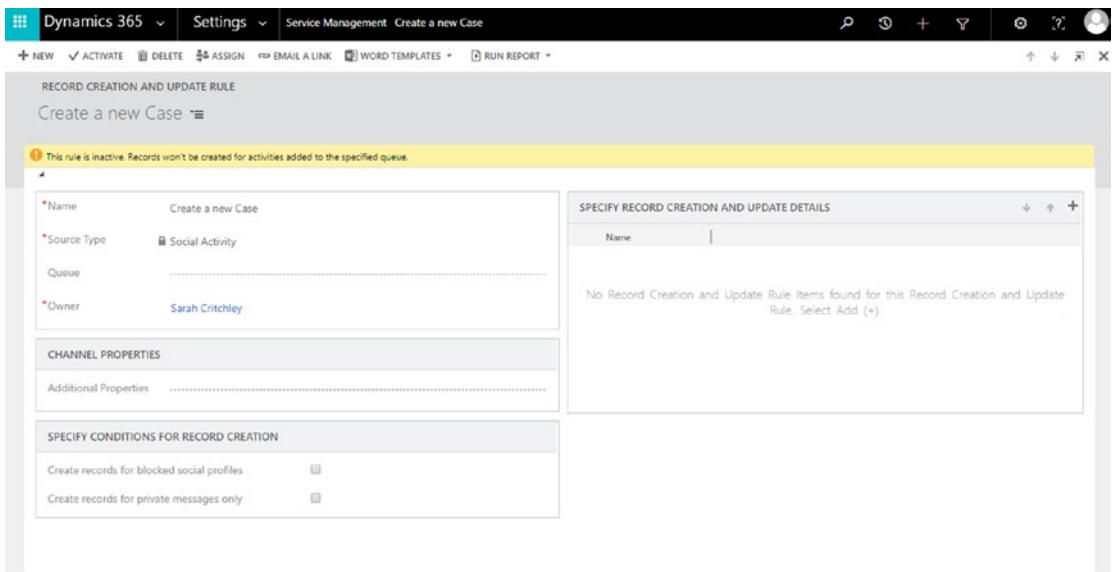 Dynamics 365 Settings Service Management Create a new Case
NEW ACTIVATE DELETE ASSIGN EMAIL A LINK WORD TEMPLATES RUN REPORT
RECORD CREATION AND UPDATE RULE
Create a new Case
This rule is inactive. Records won't be created for activities added to the specified queue.
*Name Create a new Case
*Source Type Social Activity
Queue
*Owner Sarah Critchley
CHANNEL PROPERTIES
Additional Properties
SPECIFY CONDITIONS FOR RECORD CREATION
Create records for blocked social profiles
Create records for private messages only
SPECIFY RECORD CREATION AND UPDATE DETAILS
Name
No Record Creation and Update Rule Items found for this Record Creation and Update
Rule. Select Add (+).